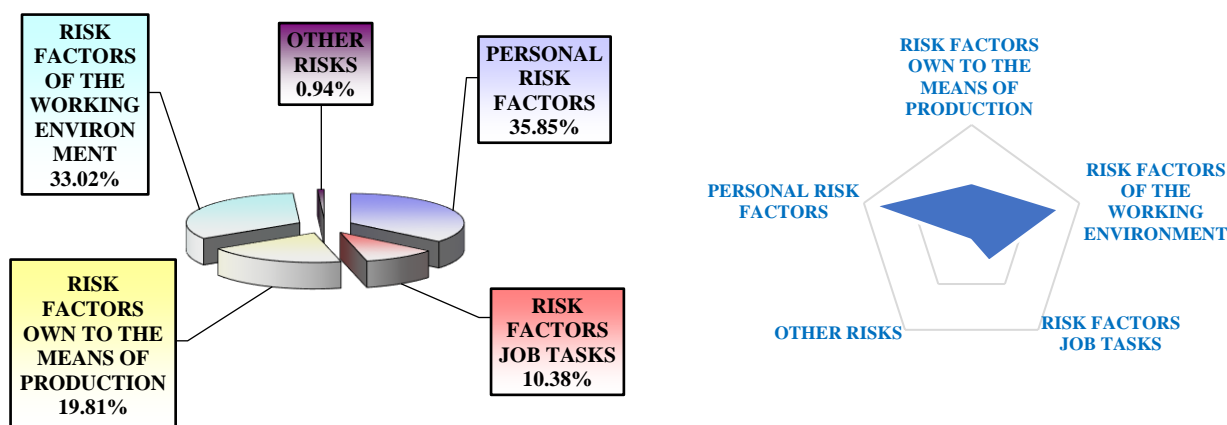 RISK
FACTORS
OF THE
WORKING
ENVIRON
MENT
33.02%
OTHER
RISKS
0.94%
PERSONAL
RISK
FACTORS
35.85%
RISK
FACTORS
OWN TO THE
MEANS OF
PRODUCTION
19.81%
RISK
FACTORS
JOB TASKS
10.38%
RISK FACTORS
OWN TO THE
MEANS OF
PRODUCTION
RISK FACTORS
OF THE
WORKING
ENVIRONMENT
RISK FACTORS
JOB TASKS
OTHER RISKS
PERSONAL RISK
FACTORS